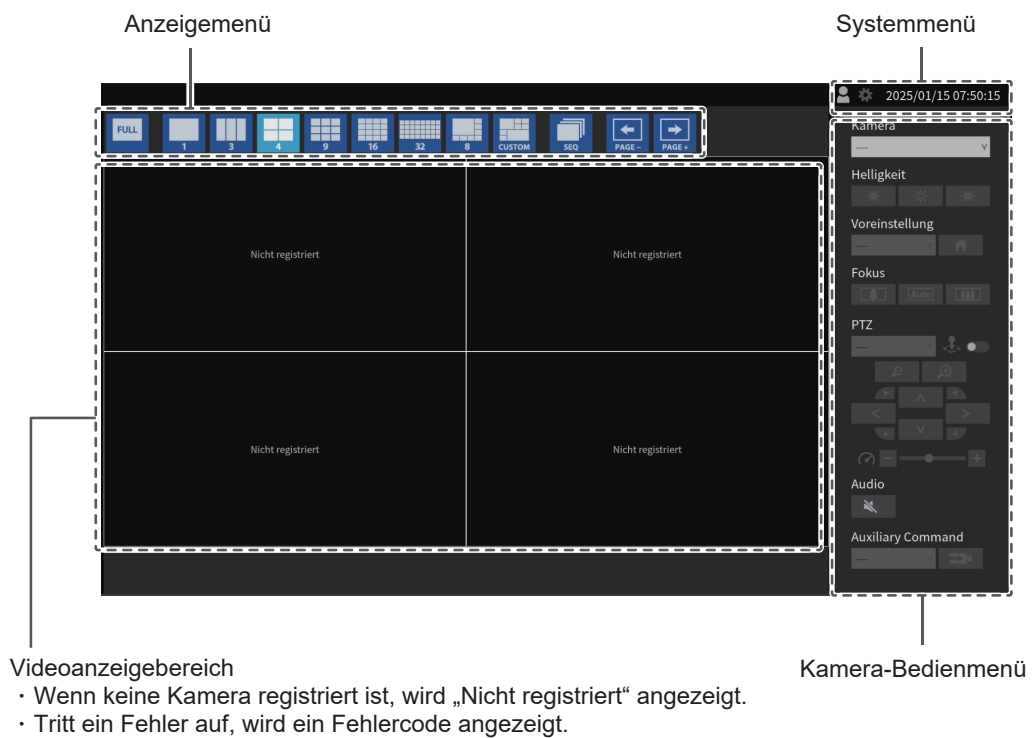 Anzeigemenü
Systemmenü
2025/01/15 07:50:15
FULL
1
3
4
9
16
32
8
CUSTOM
SEQ
PAGE−
PAGE+
Kamera
----
Helligkeit
Voreinstellung
----
Fokus
Auto
PTZ
----
Audio
Auxiliary Command
----
Nicht registriert
Nicht registriert
Nicht registriert
Nicht registriert
Videoanzeigebereich
・Wenn keine Kamera registriert ist, wird „Nicht registriert“ angezeigt.
・Tritt ein Fehler auf, wird ein Fehlercode angezeigt.
Kamera-Bedienmenü